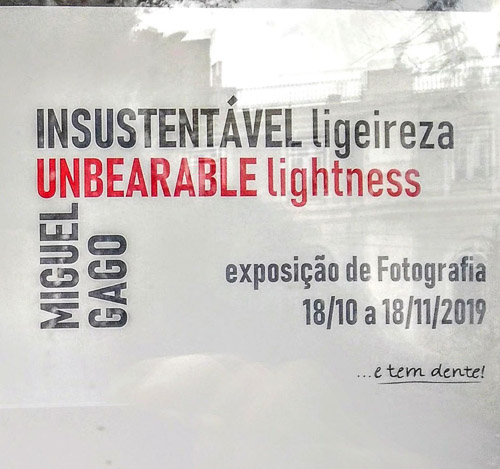 INSUSTENTÁVEL ligeireza
UNBEARABLE lightness
MIGUEL
GAGO
exposição de Fotografia
18/10 a 18/11/2019
...e tem dente!